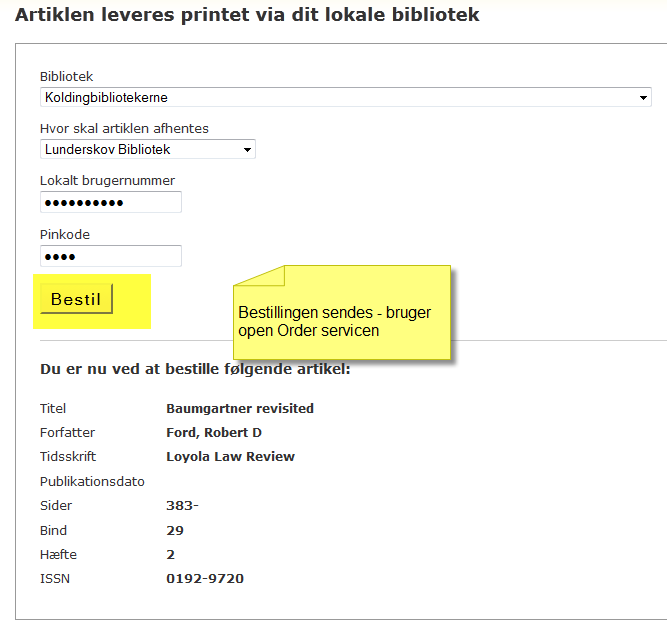 Artiklen leveres printet via dit lokale bibliotek
Bibliotek
Koldingbibliotekerne
Hvor skal artiklen afhentes
Lunderskov Bibliotek
Lokalt brugernummer
●●●●●●●●●●
Pinkode
●●●●
Bestil
Bestillingen sendes - bruger
open Order servicen
Du er nu ved at bestille følgende artikel:
Titel Baumgartner revisited
Forfatter Ford, Robert D
Tidsskrift Loyola Law Review
Publikationsdato
Sider 383-
Bind 29
Hæfte 2
ISSN 0192-9720